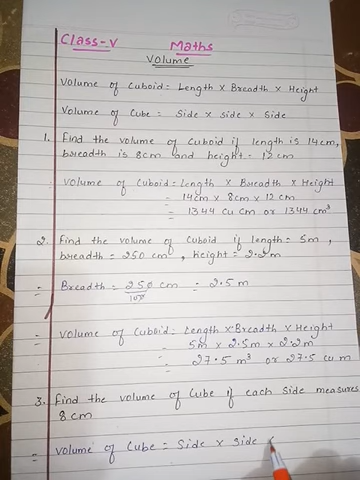 Class-V Maths
Volume
Volume of Cuboid = Length × Breadth × Height
Volume of Cube = Side × side × Side
1. Find the volume of Cuboid if length is 14cm,
breadth is 8cm and height = 12 cm
Volume of Cuboid = Length × Breadth × Height
= 14cm × 8cm × 12 cm
= 1344 cu cm or 1344 cm³
2. Find the volume of Cuboid if length = 5m,
breadth = 250 cm, height = 2.2m
= Breadth = 250/100 cm = 2.5m
= Volume of Cuboid = Length × Breadth × Height
= 5m × 2.5m × 2.2m
= 27.5 m³ or 27.5 cu m
3. Find the volume of Cube if each side measures
8cm
= Volume of Cube = Side × Side